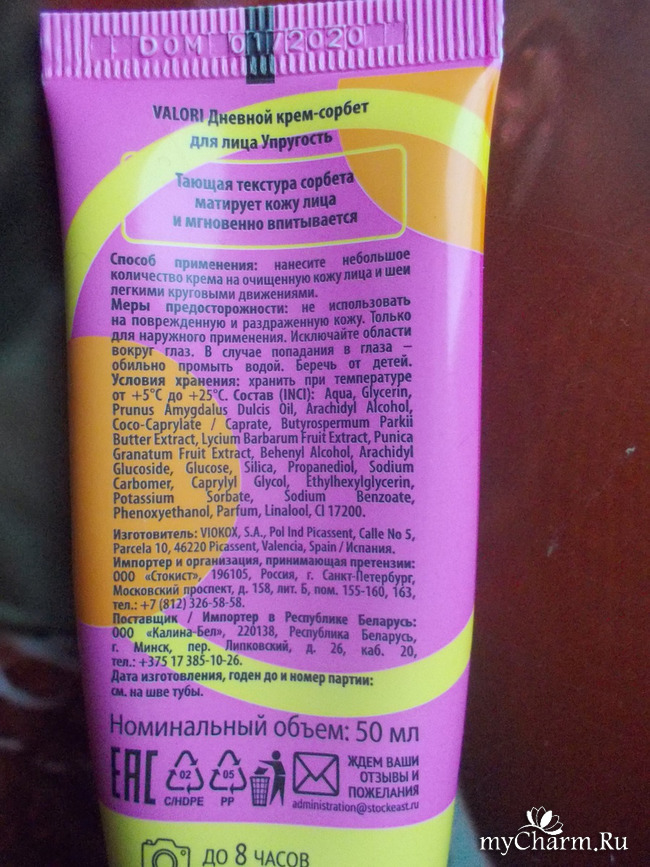 DOM 01/2020
VALORI Дневной крем-сорбет
для лица Упругость
Тающая текстура сорбета
матирует кожу лица
и мгновенно впитывается
Способ применения: нанесите небольшое
количество крема на очищенную кожу лица и шеи
легкими круговыми движениями.
Меры предосторожности: не использовать
на поврежденную и раздраженную кожу. Только
для наружного применения. Исключайте области
вокруг глаз. В случае попадания в глаза –
обильно промыть водой. Беречь от детей.
Условия хранения: хранить при температуре
от +5°C до +25°C. Состав (INCI): Aqua, Glycerin,
Prunus Amygdalus Dulcis Oil, Arachidyl Alcohol,
Coco-Caprylate / Caprate, Butyrospermum Parkii
Butter Extract, Lycium Barbarum Fruit Extract, Punica
Granatum Fruit Extract, Behenyl Alcohol, Arachidyl
Glucoside, Glucose, Silica, Propanediol, Sodium
Carbomer, Caprylyl Glycol, Ethylhexylglycerin,
Potassium Sorbate, Sodium Benzoate,
Phenoxyethanol, Parfum, Linalool, CI 17200.
Изготовитель: VIOKOX, S.A., Pol Ind Picassent, Calle No 5,
Parcela 10, 46220 Picassent, Valencia, Spain / Испания.
Импортер и организация, принимающая претензии:
ООО «Стокист», 196105, Россия, г. Санкт-Петербург,
Московский проспект, д. 158, лит. Б, пом. 155-160, 163,
тел.: +7 (812) 326-58-58.
Поставщик / Импортер в Республике Беларусь:
ООО «Калина-Бел», 220138, Республика Беларусь,
г. Минск, пер. Липковский, д. 26, каб. 20,
тел.: +375 17 385-10-26.
Дата изготовления, годен до и номер партии:
см. на шве тубы.
Номинальный объем: 50 мл
EAC
02
C/HDPE
05
PP
ЖДЕМ ВАШИ
ОТЗЫВЫ И
ПОЖЕЛАНИЯ
administration@stockeast.ru
ДО 8 ЧАСОВ
myCharm.Ru